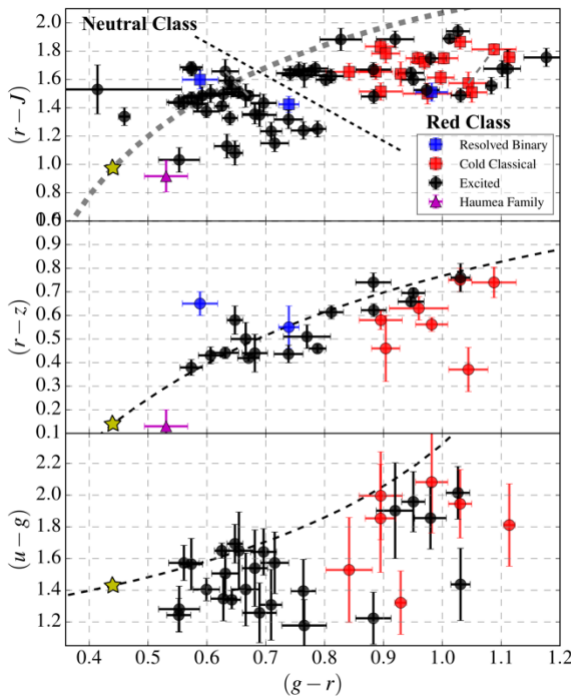 Neutral Class
Red Class
Resolved Binary
Cold Classical
Excited
Haumea Family
(r − J)
2.0
1.8
1.6
1.4
1.2
1.0
0.8
0.6
(r − z)
0.9
0.8
0.7
0.6
0.5
0.4
0.3
0.2
0.1
(u − g)
2.2
2.0
1.8
1.6
1.4
1.2
0.4 0.5 0.6 0.7 0.8 0.9 1.0 1.1 1.2
(g − r)